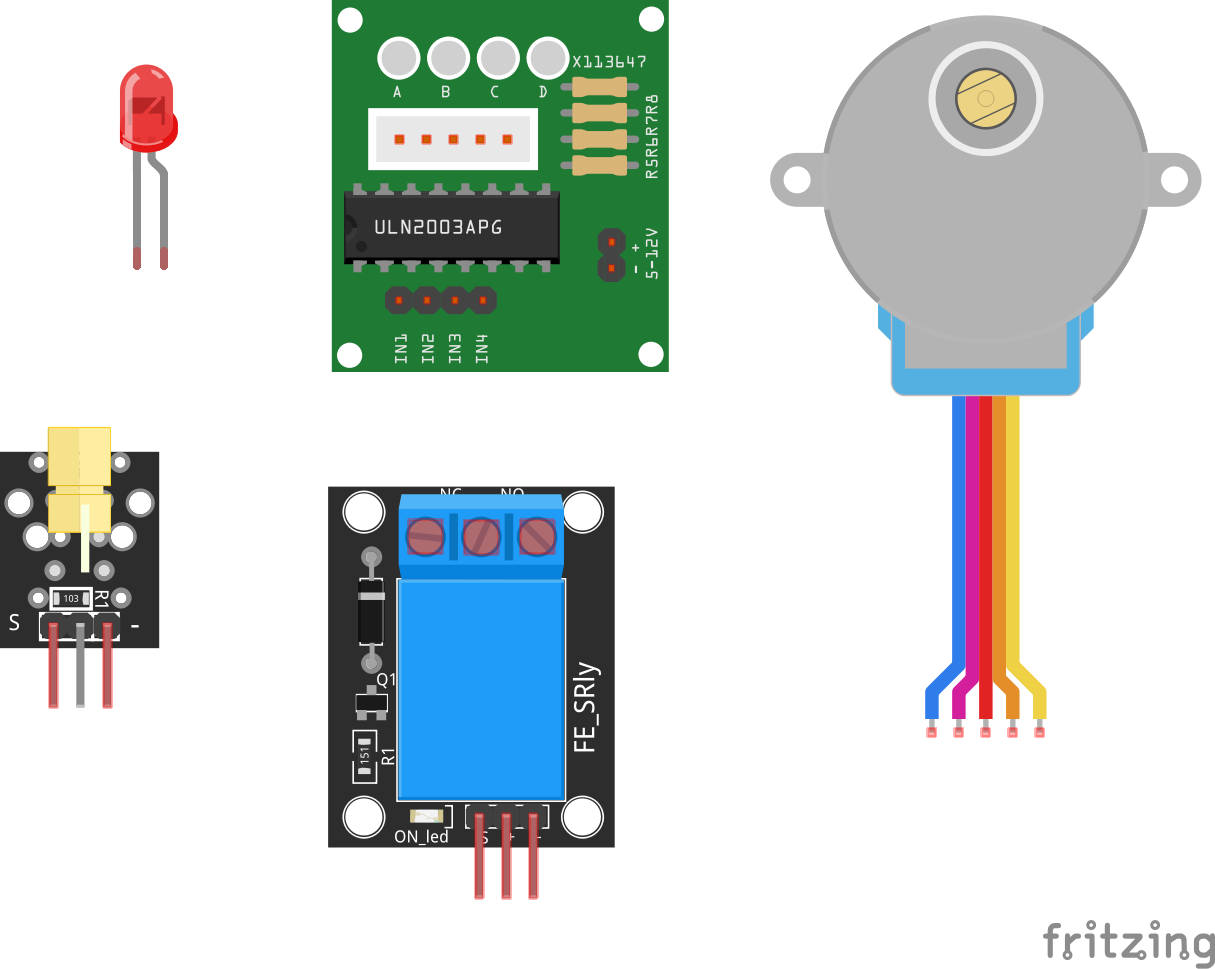 X113647
A B C D
R5R6R7R8
ULN2003APG
+
-
5-12V
IN1 IN2 IN3 IN4
103
R1
S
-
NC NO
Q1
FE_SRly
151
R1
ON_led
S + -
fritzing